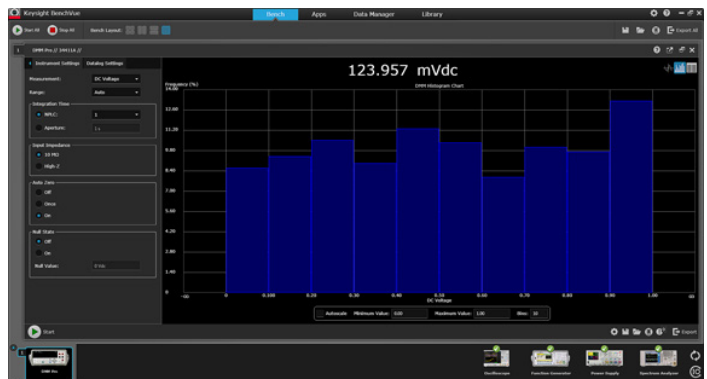 Keysight BenchVue
Bench Apps Data Manager Library
Start All Stop All Bench Layout: Export All
1 DMM Pro // 34411A //
Instrument Settings Datalog Settings
Measurement: DC Voltage
Range: Auto
Integration Time
NPLC: 1
Aperture: 1 s
Input Impedance
10 MΩ
High-Z
Auto Zero
Off
Once
On
Null State
Off
On
Null Value:
123.957 mVdc
DMM Histogram Chart
Frequency (%)
14.00
12.60
11.20
9.80
8.40
7.00
5.60
4.20
2.80
1.40
0
-oo 0 0.100 0.20 0.30 0.40 0.50 0.60 0.70 0.80 0.90 1.00 oo
DC Voltage
Autoscale Minimum Value: 0.00 Maximum Value: 1.00 Bins: 10
Start Export
1
DMM Pro Oscilloscope Function Generator Power Supply Spectrum Analyzer